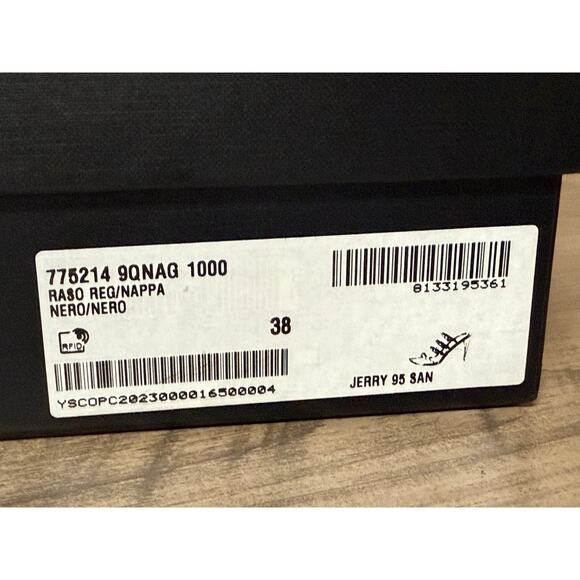 775214 9QNAG 1000
RASO REG/NAPPA
NERO/NERO
8133195361
38
RFID
YSCOPC2023000016500004
JERRY 95 SAN